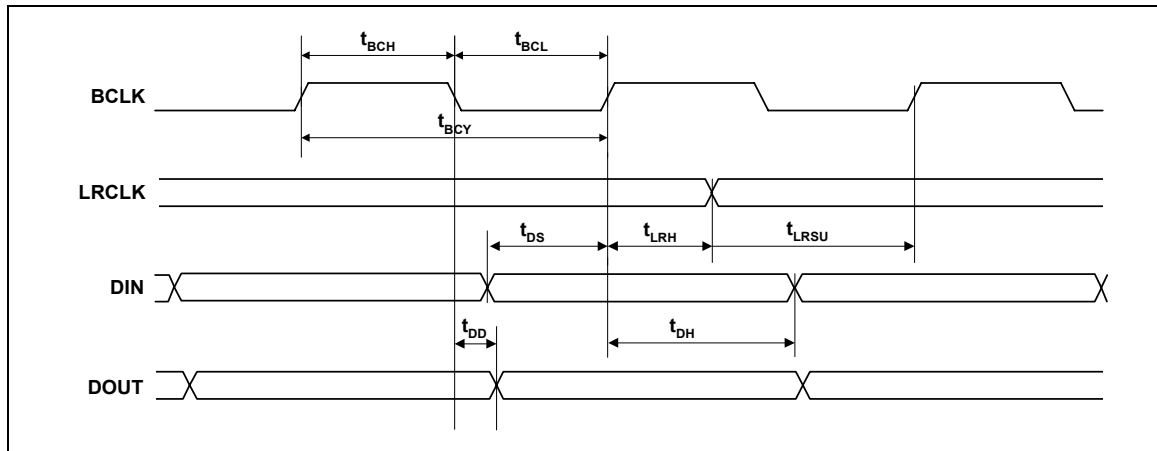 tBCH tBCL
BCLK
tBCY
LRCLK
tDS tLRH tLRSU
DIN
tDD tDH
DOUT